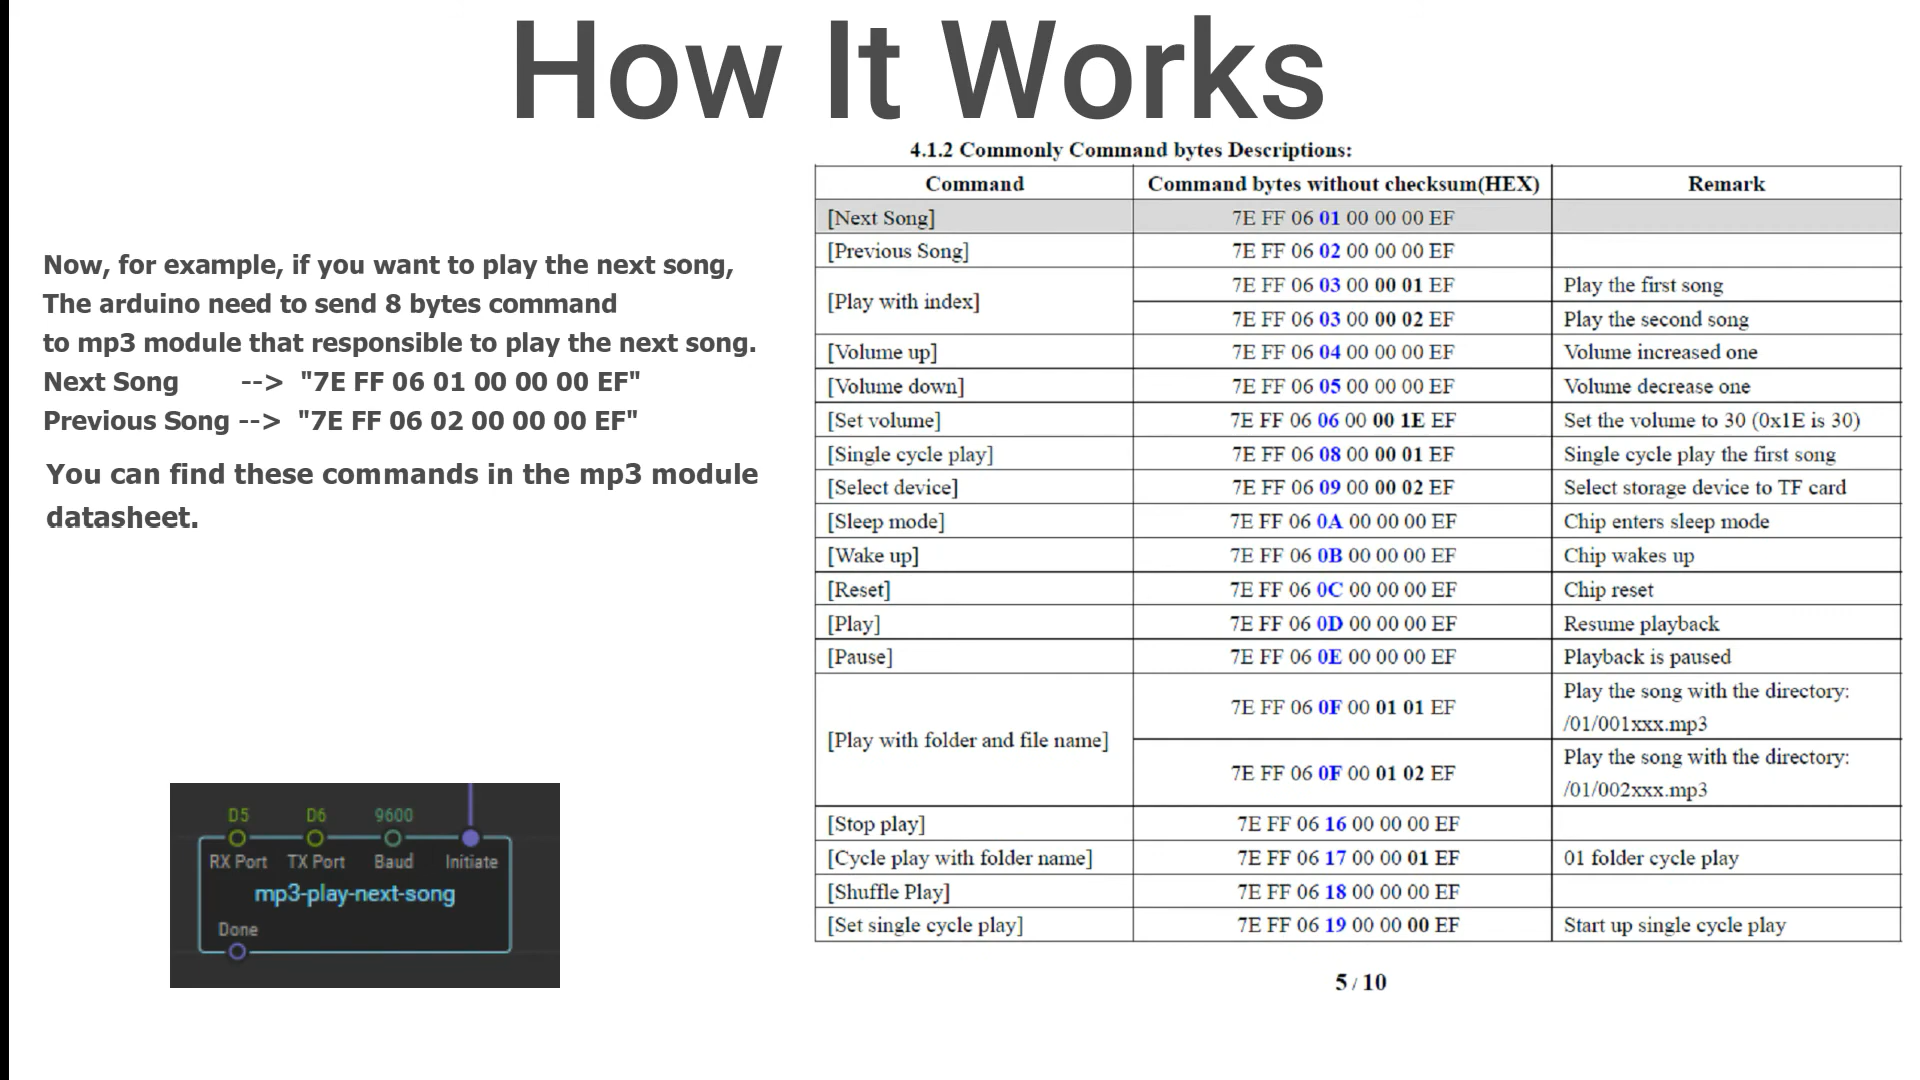 How It Works
Now, for example, if you want to play the next song,
The arduino need to send 8 bytes command
to mp3 module that responsible to play the next song.
Next Song --> "7E FF 06 01 00 00 00 EF"
Previous Song --> "7E FF 06 02 00 00 00 EF"
You can find these commands in the mp3 module
datasheet.
D5 D6 9600
RX Port TX Port Baud Initiate
mp3-play-next-song
Done
4.1.2 Commonly Command bytes Descriptions:
Command Command bytes without checksum(HEX) Remark
[Next Song] 7E FF 06 01 00 00 00 EF
[Previous Song] 7E FF 06 02 00 00 00 EF
[Play with index] 7E FF 06 03 00 00 01 EF Play the first song
7E FF 06 03 00 00 02 EF Play the second song
[Volume up] 7E FF 06 04 00 00 00 EF Volume increased one
[Volume down] 7E FF 06 05 00 00 00 EF Volume decrease one
[Set volume] 7E FF 06 06 00 00 1E EF Set the volume to 30 (0x1E is 30)
[Single cycle play] 7E FF 06 08 00 00 01 EF Single cycle play the first song
[Select device] 7E FF 06 09 00 00 02 EF Select storage device to TF card
[Sleep mode] 7E FF 06 0A 00 00 00 EF Chip enters sleep mode
[Wake up] 7E FF 06 0B 00 00 00 EF Chip wakes up
[Reset] 7E FF 06 0C 00 00 00 EF Chip reset
[Play] 7E FF 06 0D 00 00 00 EF Resume playback
[Pause] 7E FF 06 0E 00 00 00 EF Playback is paused
[Play with folder and file name] 7E FF 06 0F 00 01 01 EF Play the song with the directory:
/01/001xxx.mp3
7E FF 06 0F 00 01 02 EF Play the song with the directory:
/01/002xxx.mp3
[Stop play] 7E FF 06 16 00 00 00 EF
[Cycle play with folder name] 7E FF 06 17 00 00 01 EF 01 folder cycle play
[Shuffle Play] 7E FF 06 18 00 00 00 EF
[Set single cycle play] 7E FF 06 19 00 00 00 EF Start up single cycle play
5 / 10